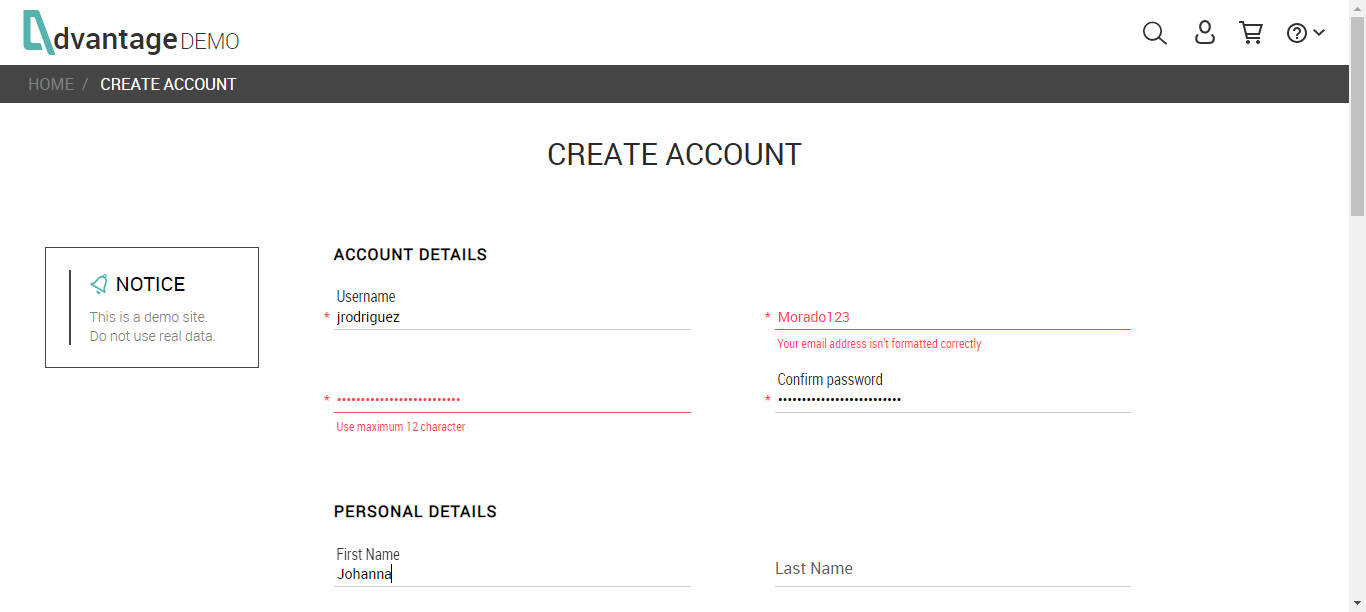 dvantage DEMO
HOME / CREATE ACCOUNT
CREATE ACCOUNT
NOTICE
This is a demo site.
Do not use real data.
ACCOUNT DETAILS
Username
* jrodriguez
* Morado123
Your email address isn't formatted correctly
* ••••••••••••••••••••••••••
Use maximum 12 character
Confirm password
* ••••••••••••••••••••••••••
PERSONAL DETAILS
First Name
Johanna
Last Name